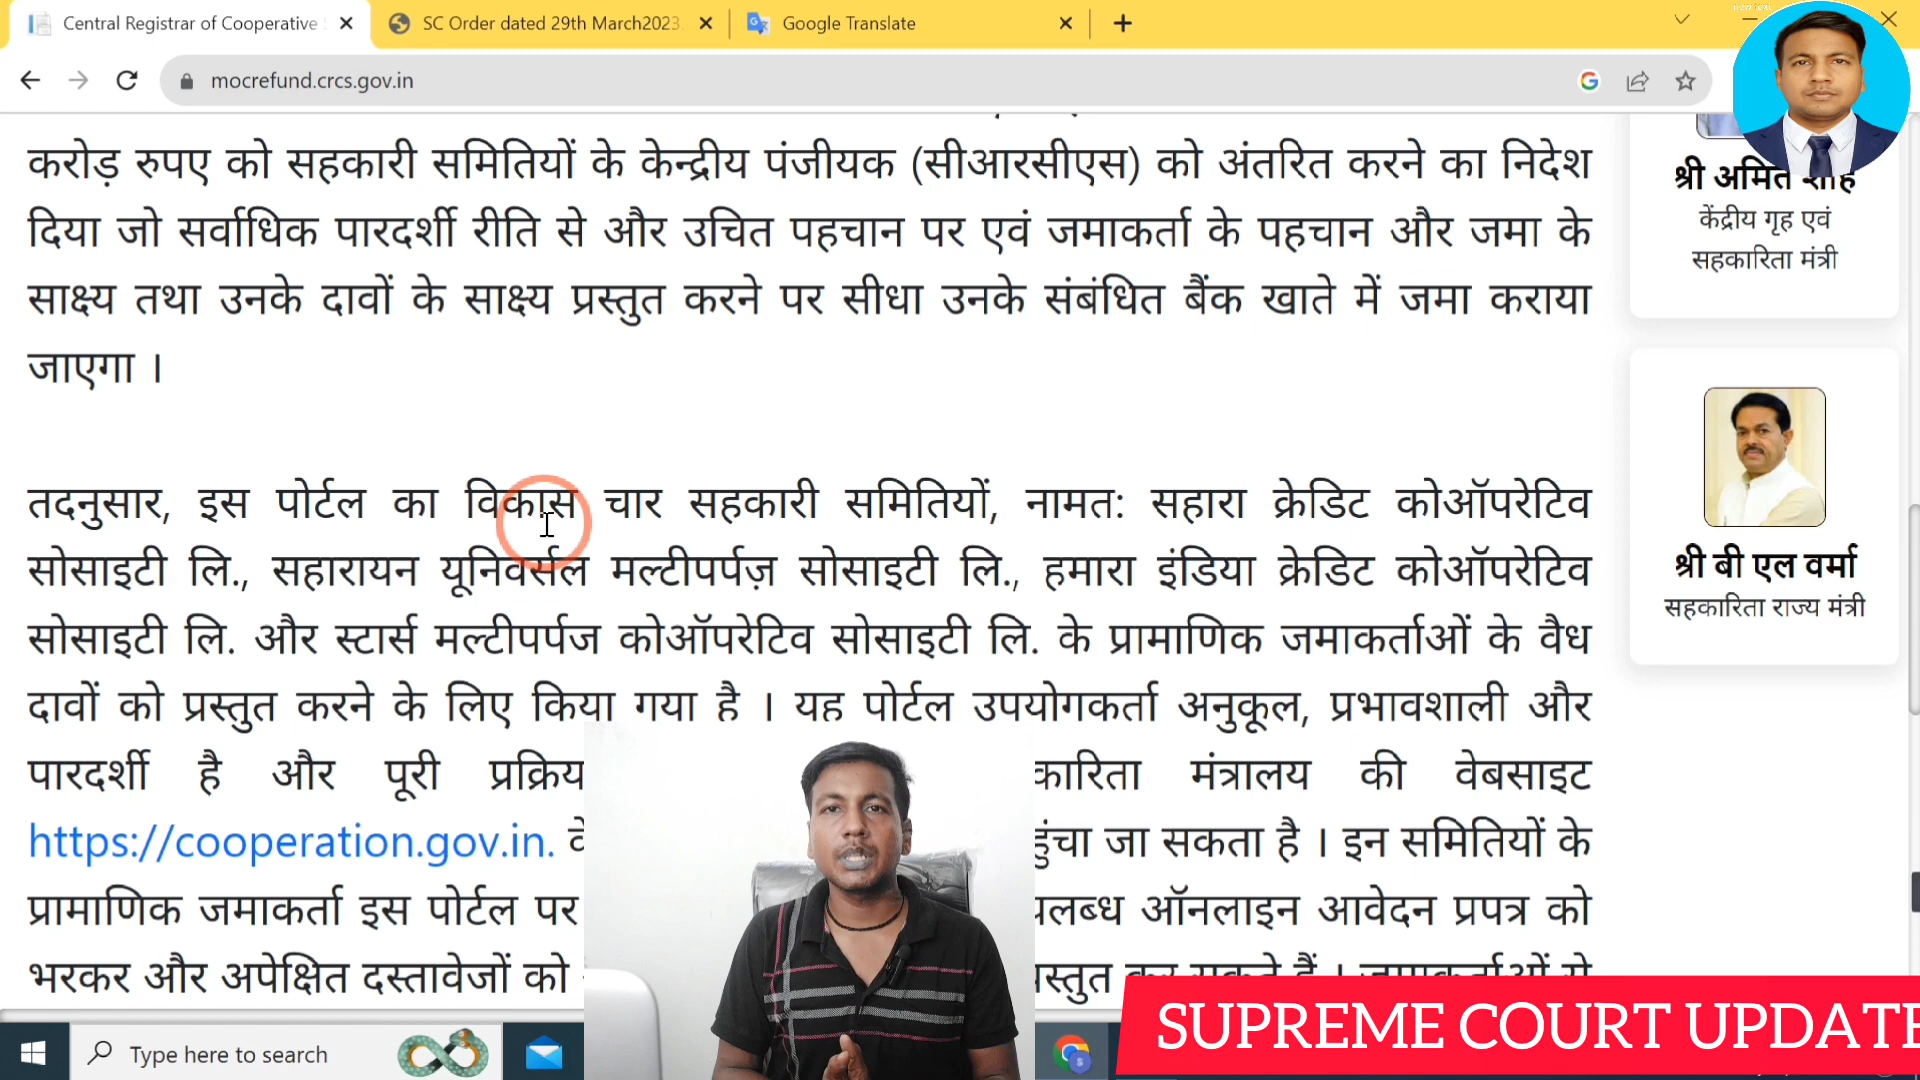 Central Registrar of Cooperative
SC Order dated 29th March2023.
Google Translate
mocrefund.crcs.gov.in
करोड़ रुपए को सहकारी समितियों के केन्द्रीय पंजीयक (सीआरसीएस) को अंतरित करने का निदेश
दिया जो सर्वाधिक पारदर्शी रीति से और उचित पहचान पर एवं जमाकर्ता के पहचान और जमा के
साक्ष्य तथा उनके दावों के साक्ष्य प्रस्तुत करने पर सीधा उनके संबंधित बैंक खाते में जमा कराया
जाएगा ।
तदनुसार, इस पोर्टल का विकास चार सहकारी समितियों, नामत: सहारा क्रेडिट कोऑपरेटिव
सोसाइटी लि., सहारायन यूनिवर्सल मल्टीपर्पज़ सोसाइटी लि., हमारा इंडिया क्रेडिट कोऑपरेटिव
सोसाइटी लि. और स्टार्स मल्टीपर्पज कोऑपरेटिव सोसाइटी लि. के प्रामाणिक जमाकर्ताओं के वैध
दावों को प्रस्तुत करने के लिए किया गया है । यह पोर्टल उपयोगकर्ता अनुकूल, प्रभावशाली और
पारदर्शी है और पूरी मंत्रालय की वेबसाइट
https://cooperation.gov.in. जा सकता है । इन समितियों के
प्रामाणिक जमाकर्ता इस पोर्टल पर ऑनलाइन आवेदन प्रपत्र को
भरकर और अपेक्षित दस्तावेजों को
श्री अमित शाह
केंद्रीय गृह एवं
सहकारिता मंत्री
श्री बी एल वर्मा
सहकारिता राज्य मंत्री
SUPREME COURT UPDATE
Type here to search